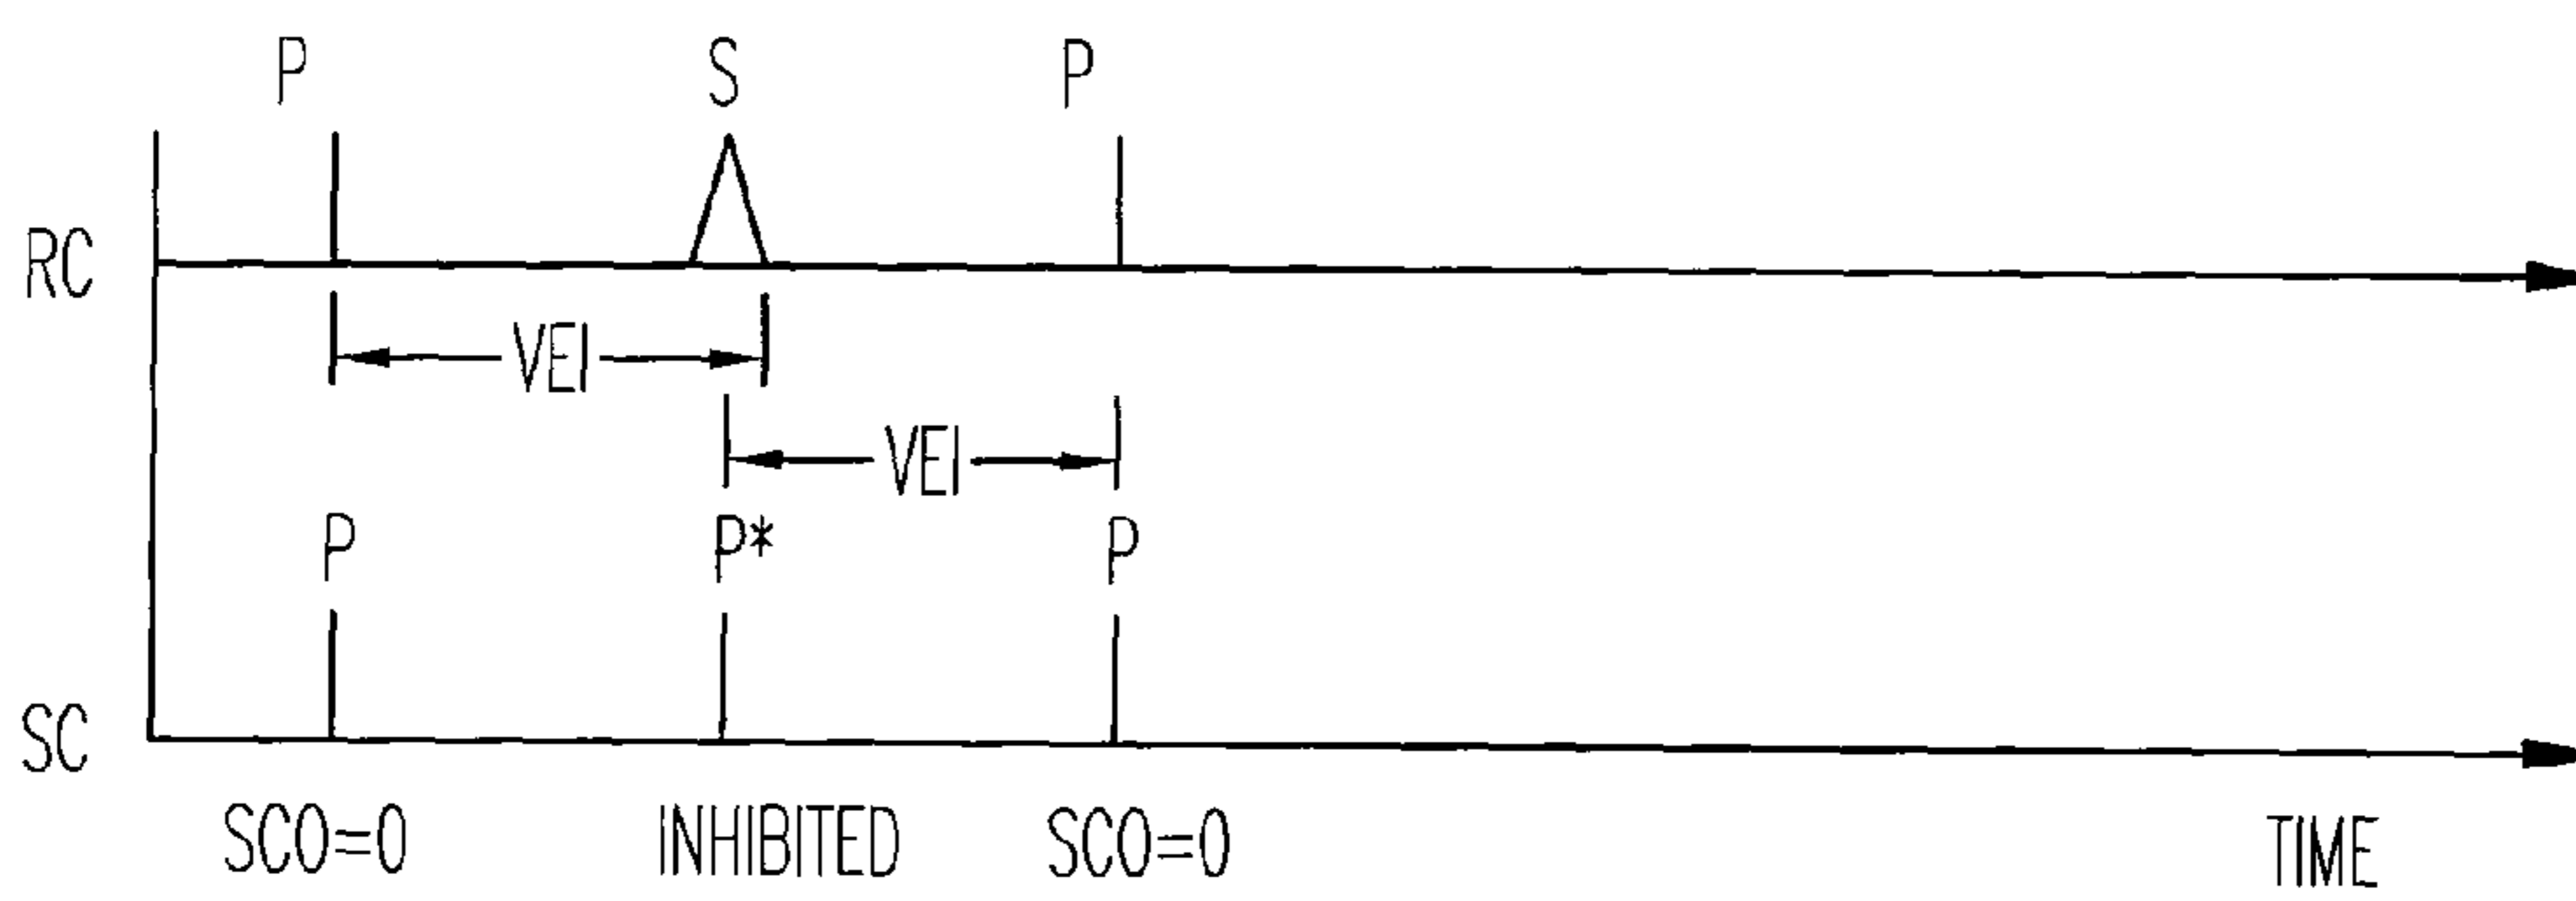 P S P
RC
VEI
VEI
P P* P
SC
SCO=0 INHIBITED SCO=0 TIME